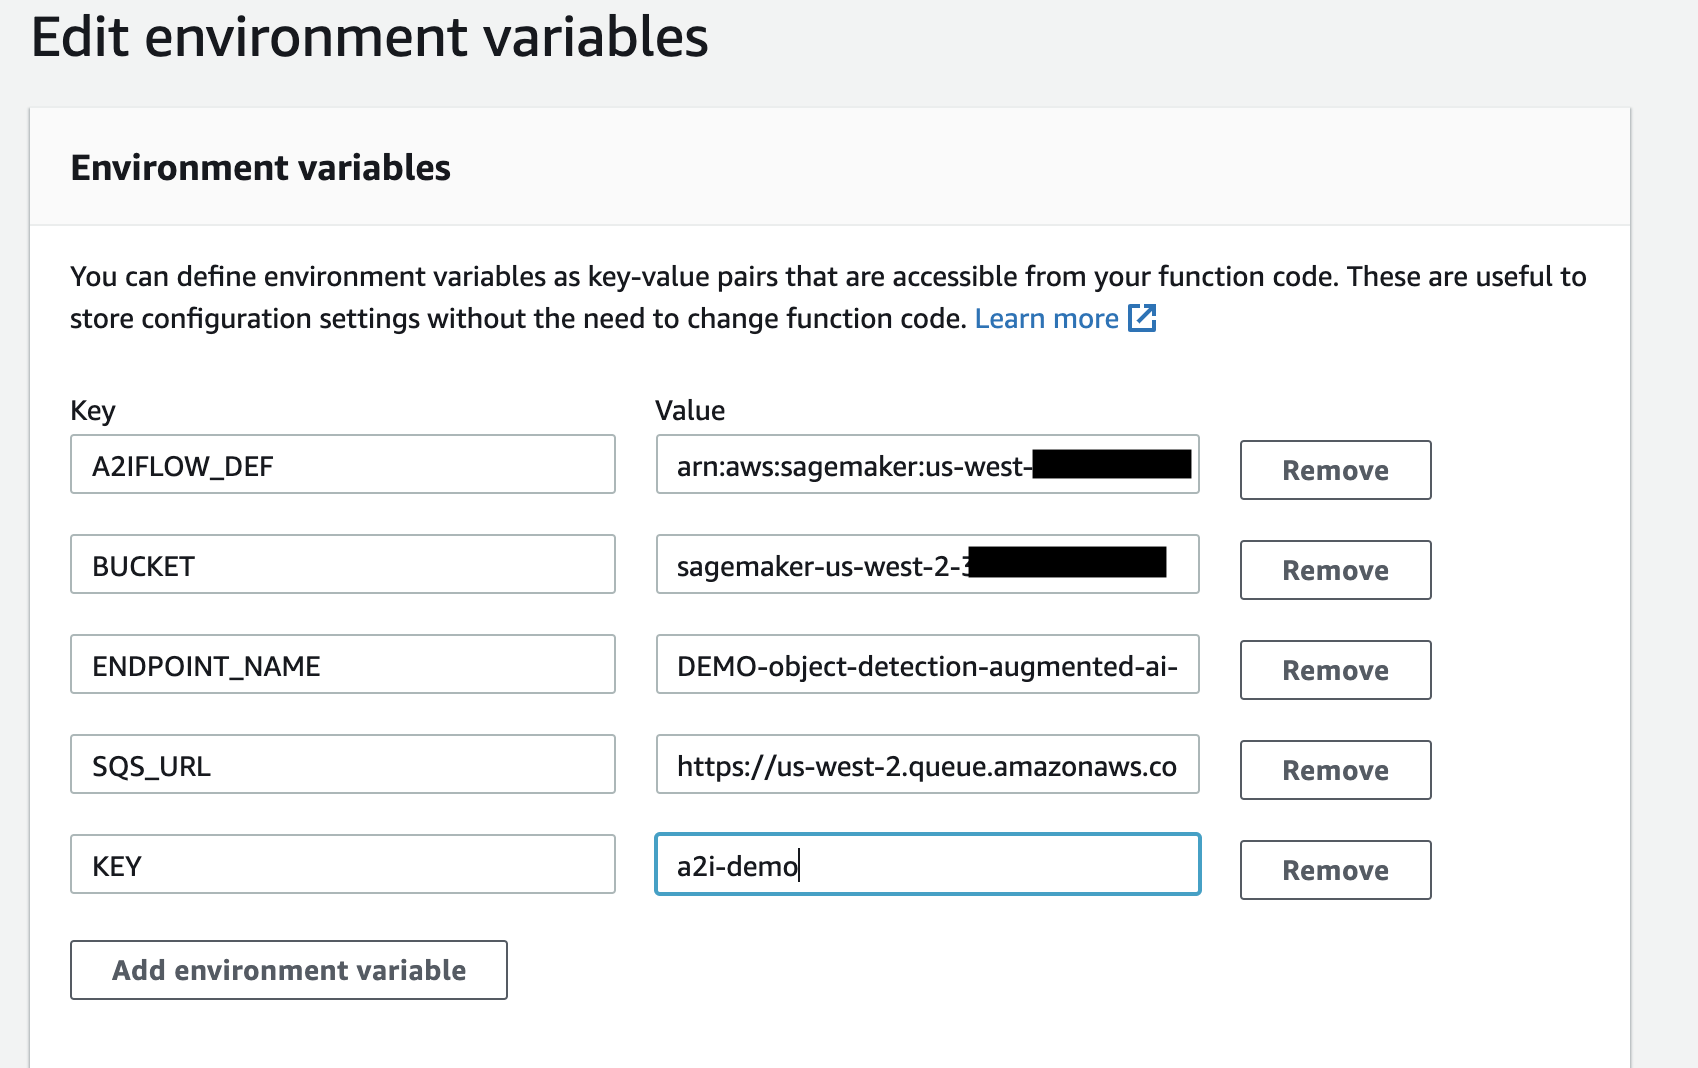 Edit environment variables
Environment variables
You can define environment variables as key-value pairs that are accessible from your function code. These are useful to
store configuration settings without the need to change function code. Learn more
Key Value
A2IFLOW_DEF arn:aws:sagemaker:us-west- Remove
BUCKET sagemaker-us-west-2- Remove
ENDPOINT_NAME DEMO-object-detection-augmented-ai- Remove
SQS_URL https://us-west-2.queue.amazonaws.co Remove
KEY a2i-demo Remove
Add environment variable